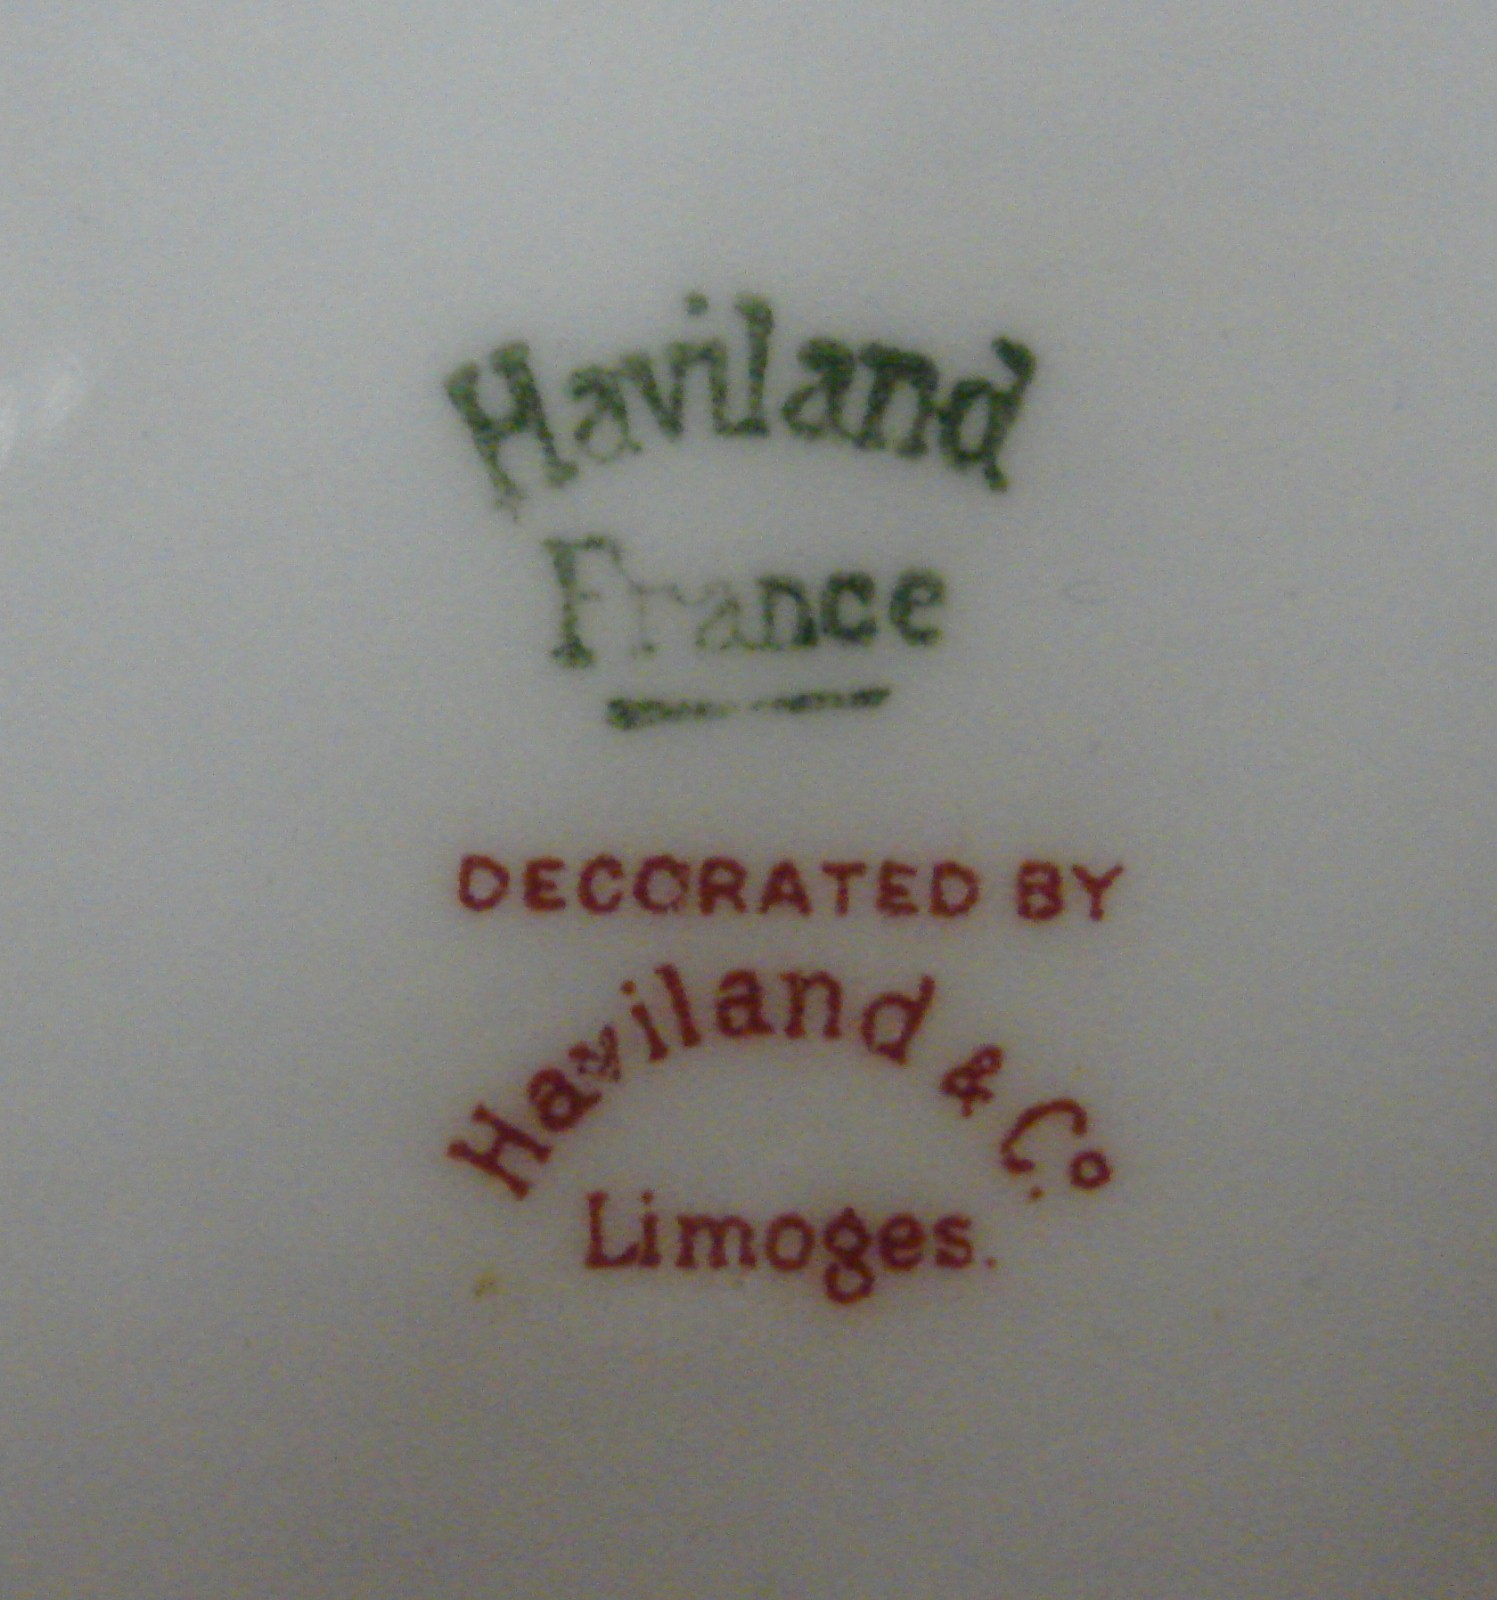 Haviland
France
DECORATED BY
Haviland & Co
Limoges.